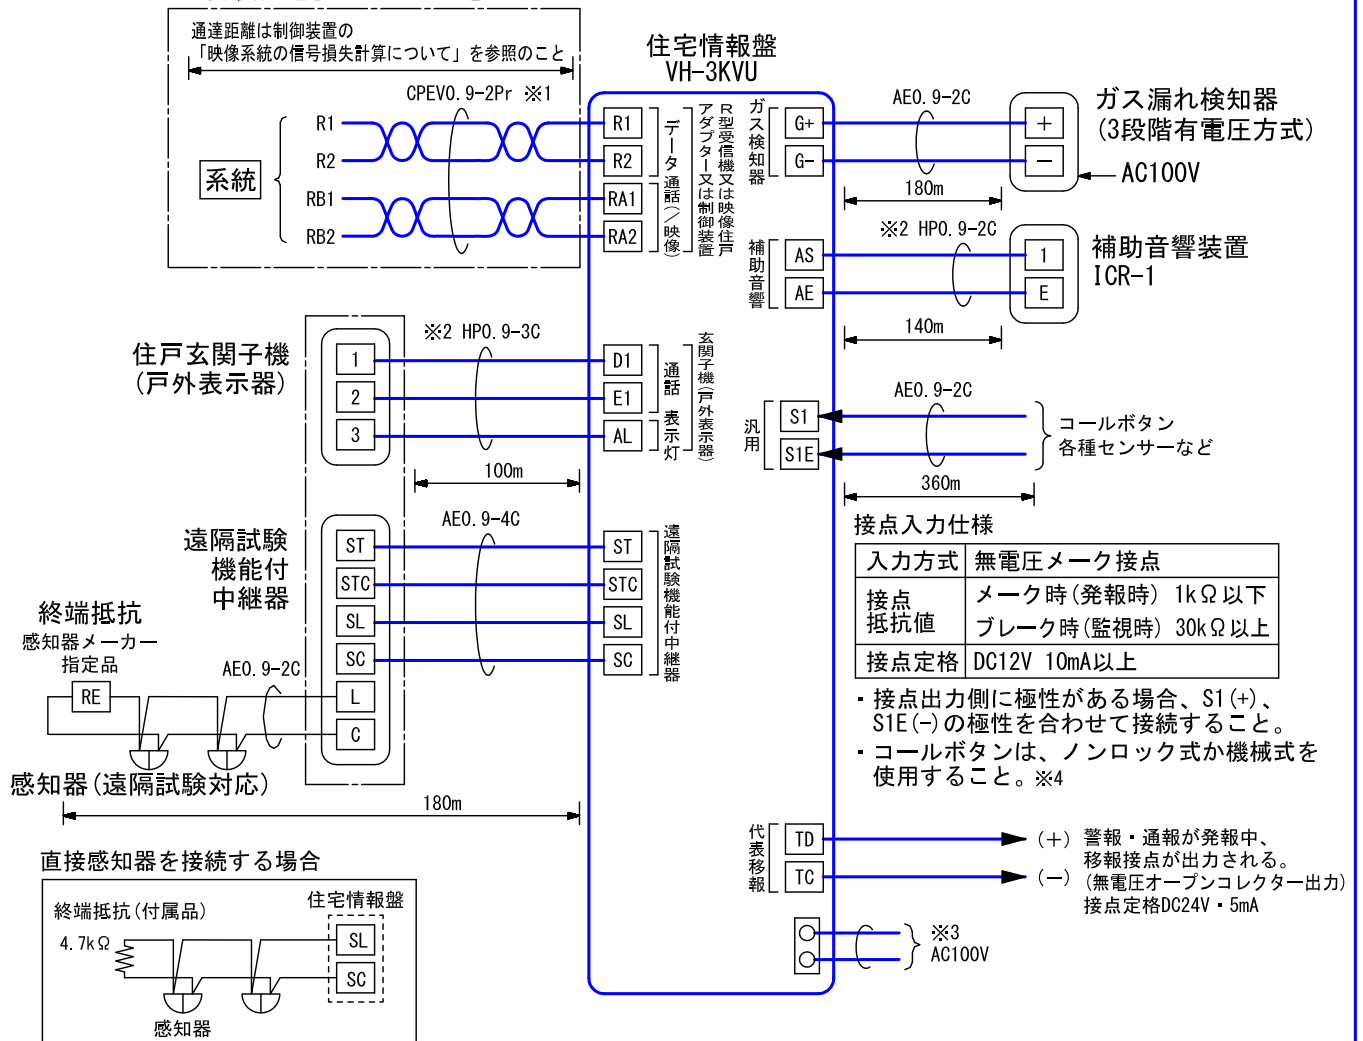 通達距離は制御装置の
「映像系統の信号損失計算について」を参照のこと
CPEV0.9-2Pr ※1
系統
R1
R2
RB1
RB2
住宅情報盤
VH-3KVU
R1
R2
RA1
RA2
データ
通話(/映像)
R型受信機又は映像住戸
アダプター又は制御装置
ガス検知器
G+
G-
AE0.9-2C
180m
+
-
ガス漏れ検知器
(3段階有電圧方式)
AC100V
補助音響
AS
AE
※2 HP0.9-2C
140m
1
E
補助音響装置
ICR-1
住戸玄関子機
(戸外表示器)
1
2
3
※2 HP0.9-3C
100m
D1
E1
AL
通話
表示灯
玄関子機(戸外表示器)
汎用
S1
S1E
AE0.9-2C
360m
コールボタン
各種センサーなど
遠隔試験
機能付
中継器
ST
STC
SL
SC
L
C
AE0.9-4C
ST
STC
SL
SC
遠隔試験機能付中継器
終端抵抗
感知器メーカー
指定品
RE
AE0.9-2C
感知器(遠隔試験対応)
180m
接点入力仕様
入力方式 無電圧メーク接点
接点
抵抗値
メーク時(発報時) 1kΩ以下
ブレーク時(監視時) 30kΩ以上
接点定格 DC12V 10mA以上
・接点出力側に極性がある場合、S1(+)、
S1E(-)の極性を合わせて接続すること。
・コールボタンは、ノンロック式か機械式を
使用すること。※4
代表移報
TD
TC
(+)
(-)
警報・通報が発報中、
移報接点が出力される。
(無電圧オープンコレクター出力)
接点定格DC24V・5mA
※3
AC100V
直接感知器を接続する場合
終端抵抗(付属品)
4.7kΩ
住宅情報盤
SL
SC
感知器